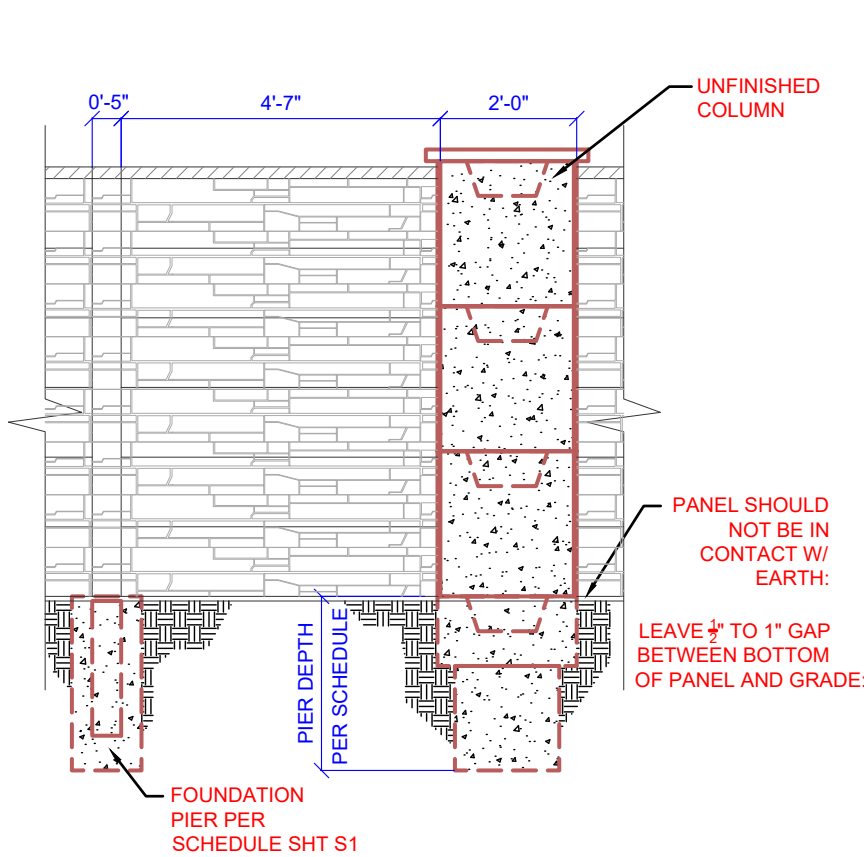 UNFINISHED
COLUMN
0'-5"
4'-7"
2'-0"
PANEL SHOULD
NOT BE IN
CONTACT W/
EARTH:
LEAVE ½" TO 1" GAP
BETWEEN BOTTOM
OF PANEL AND GRADE:
PIER DEPTH
PER SCHEDULE
FOUNDATION
PIER PER
SCHEDULE SHT S1